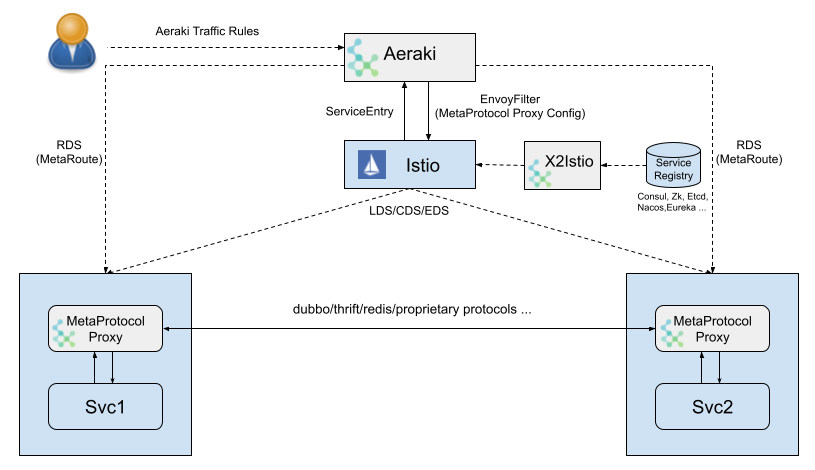 Aeraki Traffic Rules
Aeraki
ServiceEntry
EnvoyFilter
(MetaProtocol Proxy Config)
RDS
(MetaRoute)
RDS
(MetaRoute)
Istio
X2Istio
Service
Registry
Consul, Zk, Etcd,
Nacos,Eureka ...
LDS/CDS/EDS
MetaProtocol
Proxy
dubbo/thrift/redis/proprietary protocols ...
MetaProtocol
Proxy
Svc1
Svc2